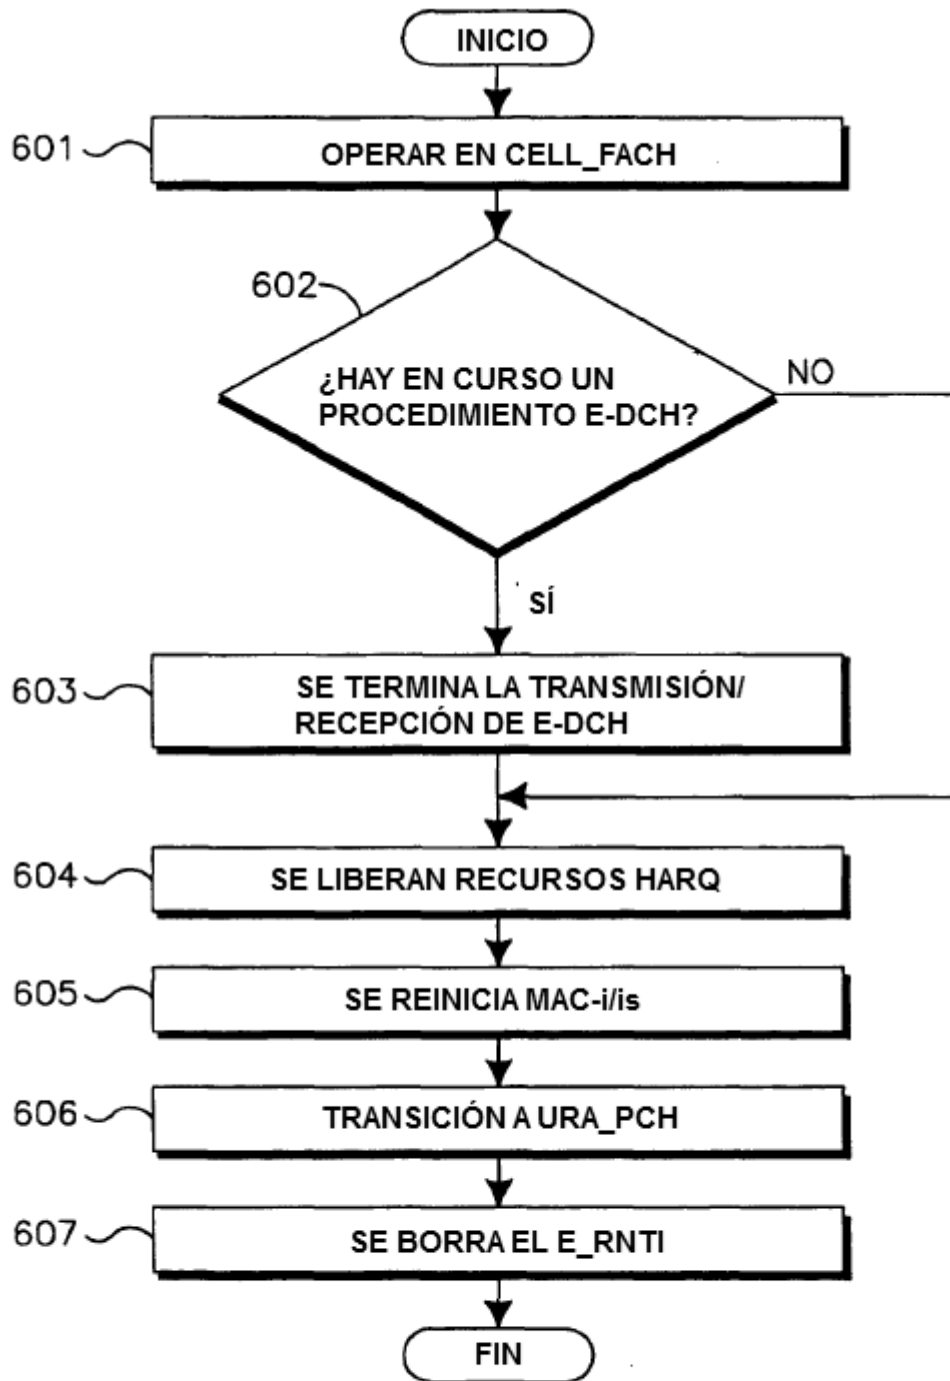 INICIO
601
OPERAR EN CELL_FACH
602
¿HAY EN CURSO UN
PROCEDIMIENTO E-DCH?
NO
SÍ
603
SE TERMINA LA TRANSMISIÓN/
RECEPCIÓN DE E-DCH
604
SE LIBERAN RECURSOS HARQ
605
SE REINICIA MAC-i/is
606
TRANSICIÓN A URA_PCH
607
SE BORRA EL E_RNTI
FIN